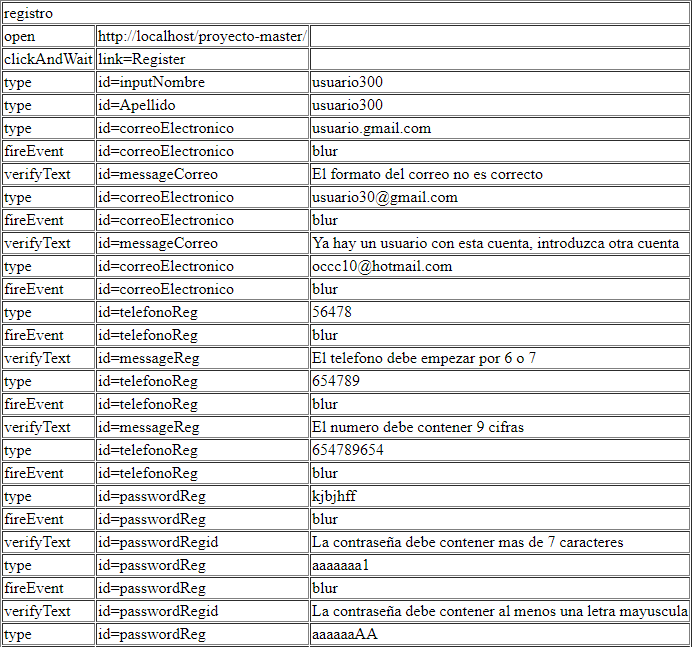 registro
open http://localhost/proyecto-master/
clickAndWait link=Register
type id=inputNombre usuario300
type id=Apellido usuario300
type id=correoElectronico usuario.gmail.com
fireEvent id=correoElectronico blur
verifyText id=messageCorreo El formato del correo no es correcto
type id=correoElectronico usuario30@gmail.com
fireEvent id=correoElectronico blur
verifyText id=messageCorreo Ya hay un usuario con esta cuenta, introduzca otra cuenta
type id=correoElectronico occc10@hotmail.com
fireEvent id=correoElectronico blur
type id=telefonoReg 56478
fireEvent id=telefonoReg blur
verifyText id=messageReg El telefono debe empezar por 6 o 7
type id=telefonoReg 654789
fireEvent id=telefonoReg blur
verifyText id=messageReg El numero debe contener 9 cifras
type id=telefonoReg 654789654
fireEvent id=telefonoReg blur
type id=passwordReg kjbjhff
fireEvent id=passwordReg blur
verifyText id=passwordRegid La contraseña debe contener mas de 7 caracteres
type id=passwordReg aaaaaaa1
fireEvent id=passwordReg blur
verifyText id=passwordRegid La contraseña debe contener al menos una letra mayuscula
type id=passwordReg aaaaaaAA